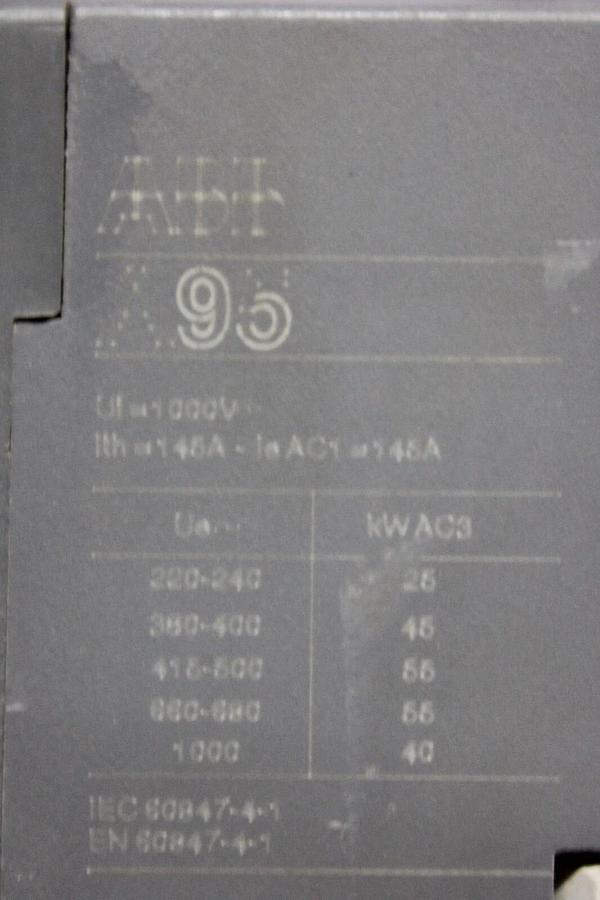 ABB
A 95
Ui = 1000V ~
Ith = 145A - Ie AC1 = 145A
Ue ~ kW AC3
220-240 25
380-400 45
415-500 55
660-690 55
1000 40
IEC 60947-4-1
EN 60947-4-1